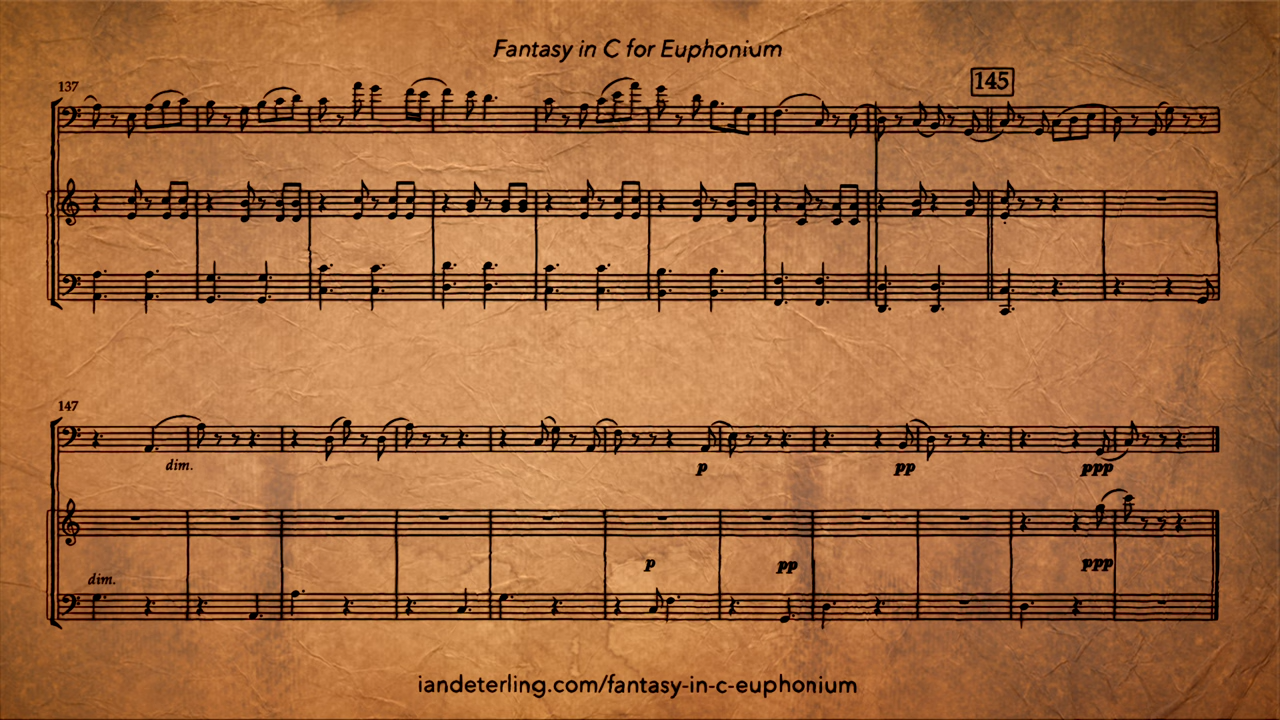 Fantasy in C for Euphonium
137
145
147
dim.
p
pp
ppp
dim.
p
pp
ppp
iandeterling.com/fantasy-in-c-euphonium